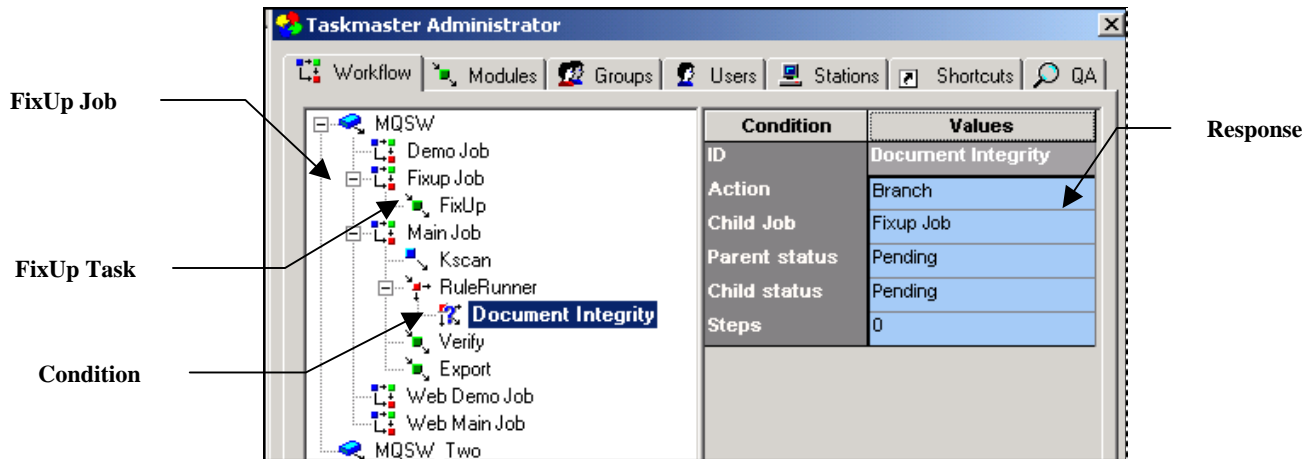 Taskmaster Administrator
Workflow Modules Groups Users Stations Shortcuts QA
FixUp Job
FixUp Task
Condition
MQSW
Demo Job
Fixup Job
FixUp
Main Job
Kscan
RuleRunner
Document Integrity
Verify
Export
Web Demo Job
Web Main Job
MQSW_Two
Condition Values
ID Document Integrity
Action Branch
Child Job Fixup Job
Parent status Pending
Child status Pending
Steps 0
Response